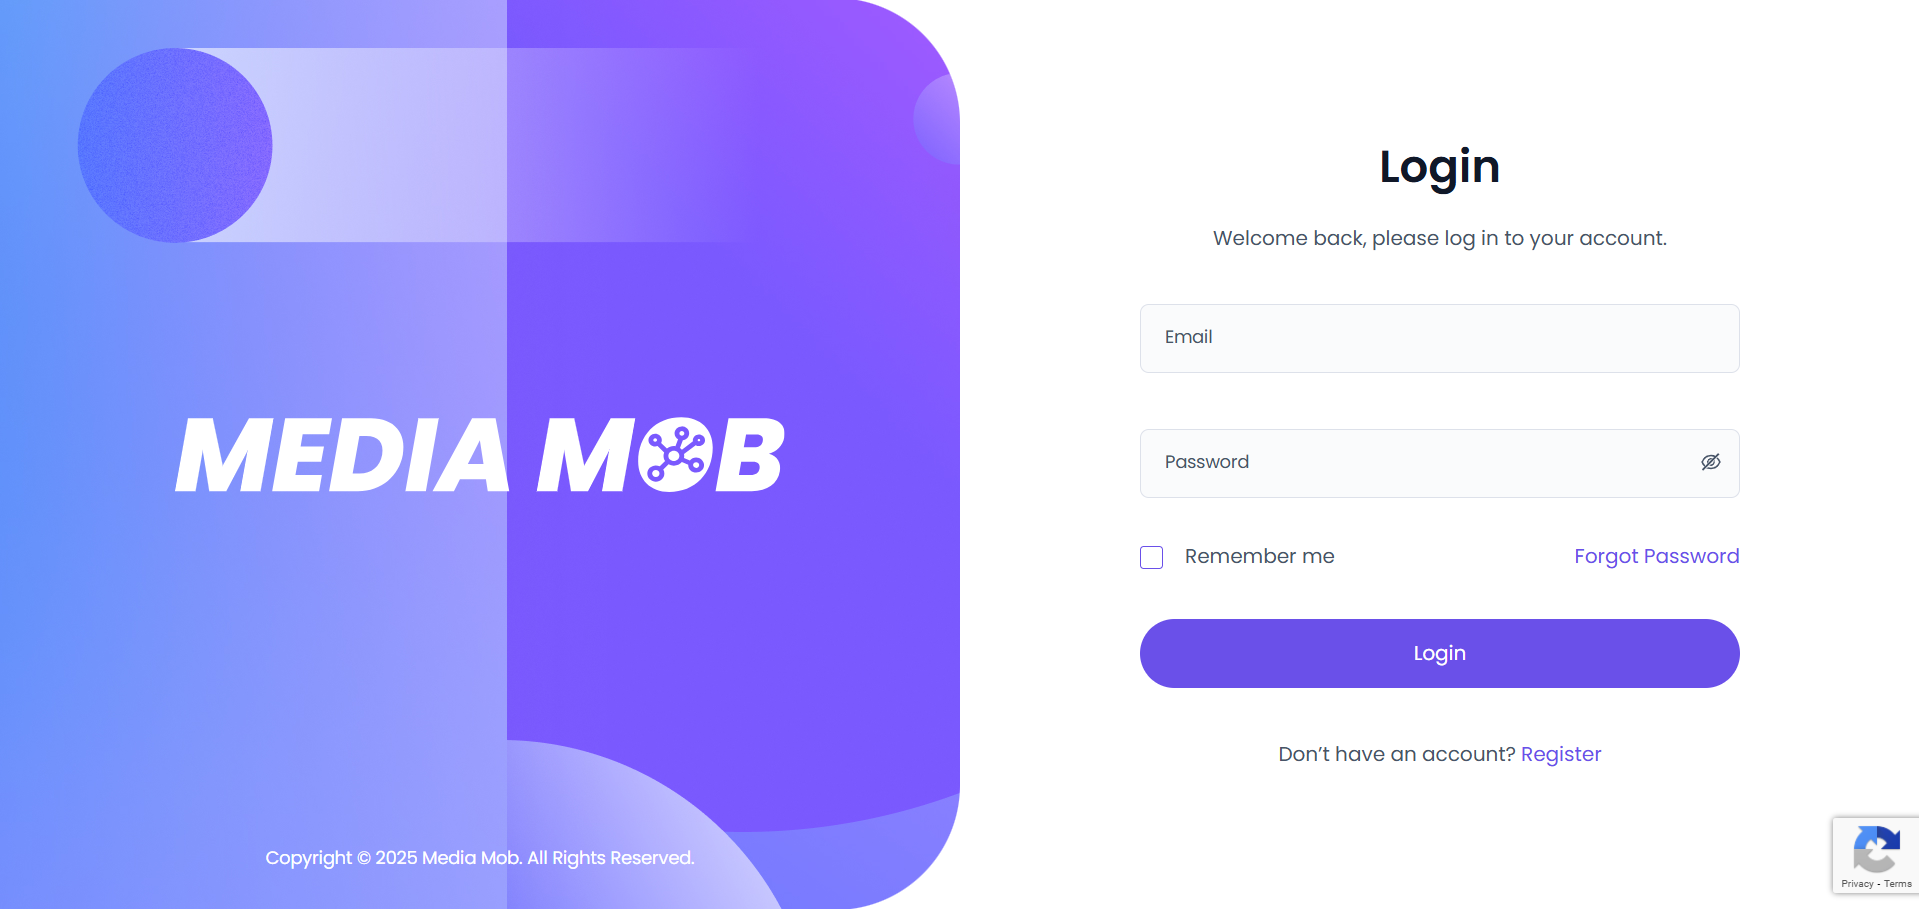 MEDIA MOB
Copyright © 2025 Media Mob. All Rights Reserved.
Login
Welcome back, please log in to your account.
Email
Password
Remember me
Forgot Password
Login
Don’t have an account? Register
Privacy - Terms